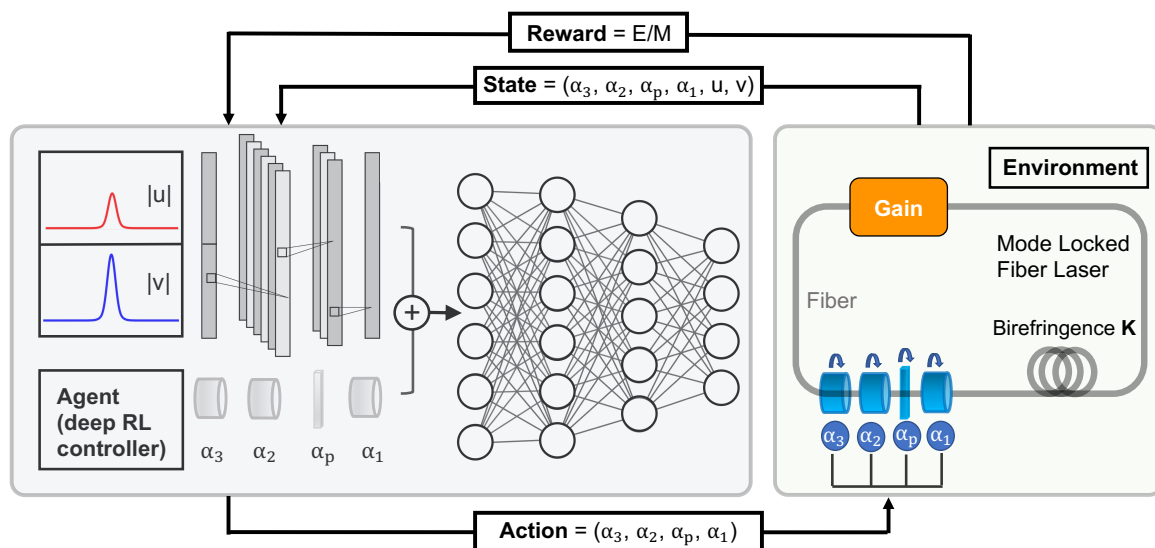 Reward = E/M
State = (α₃, α₂, αₚ, α₁, u, v)
|u|
|v|
+
Agent
(deep RL
controller)
α₃ α₂ αₚ α₁
Environment
Gain
Mode Locked
Fiber Laser
Fiber
Birefringence K
α₃ α₂ αₚ α₁
Action = (α₃, α₂, αₚ, α₁)